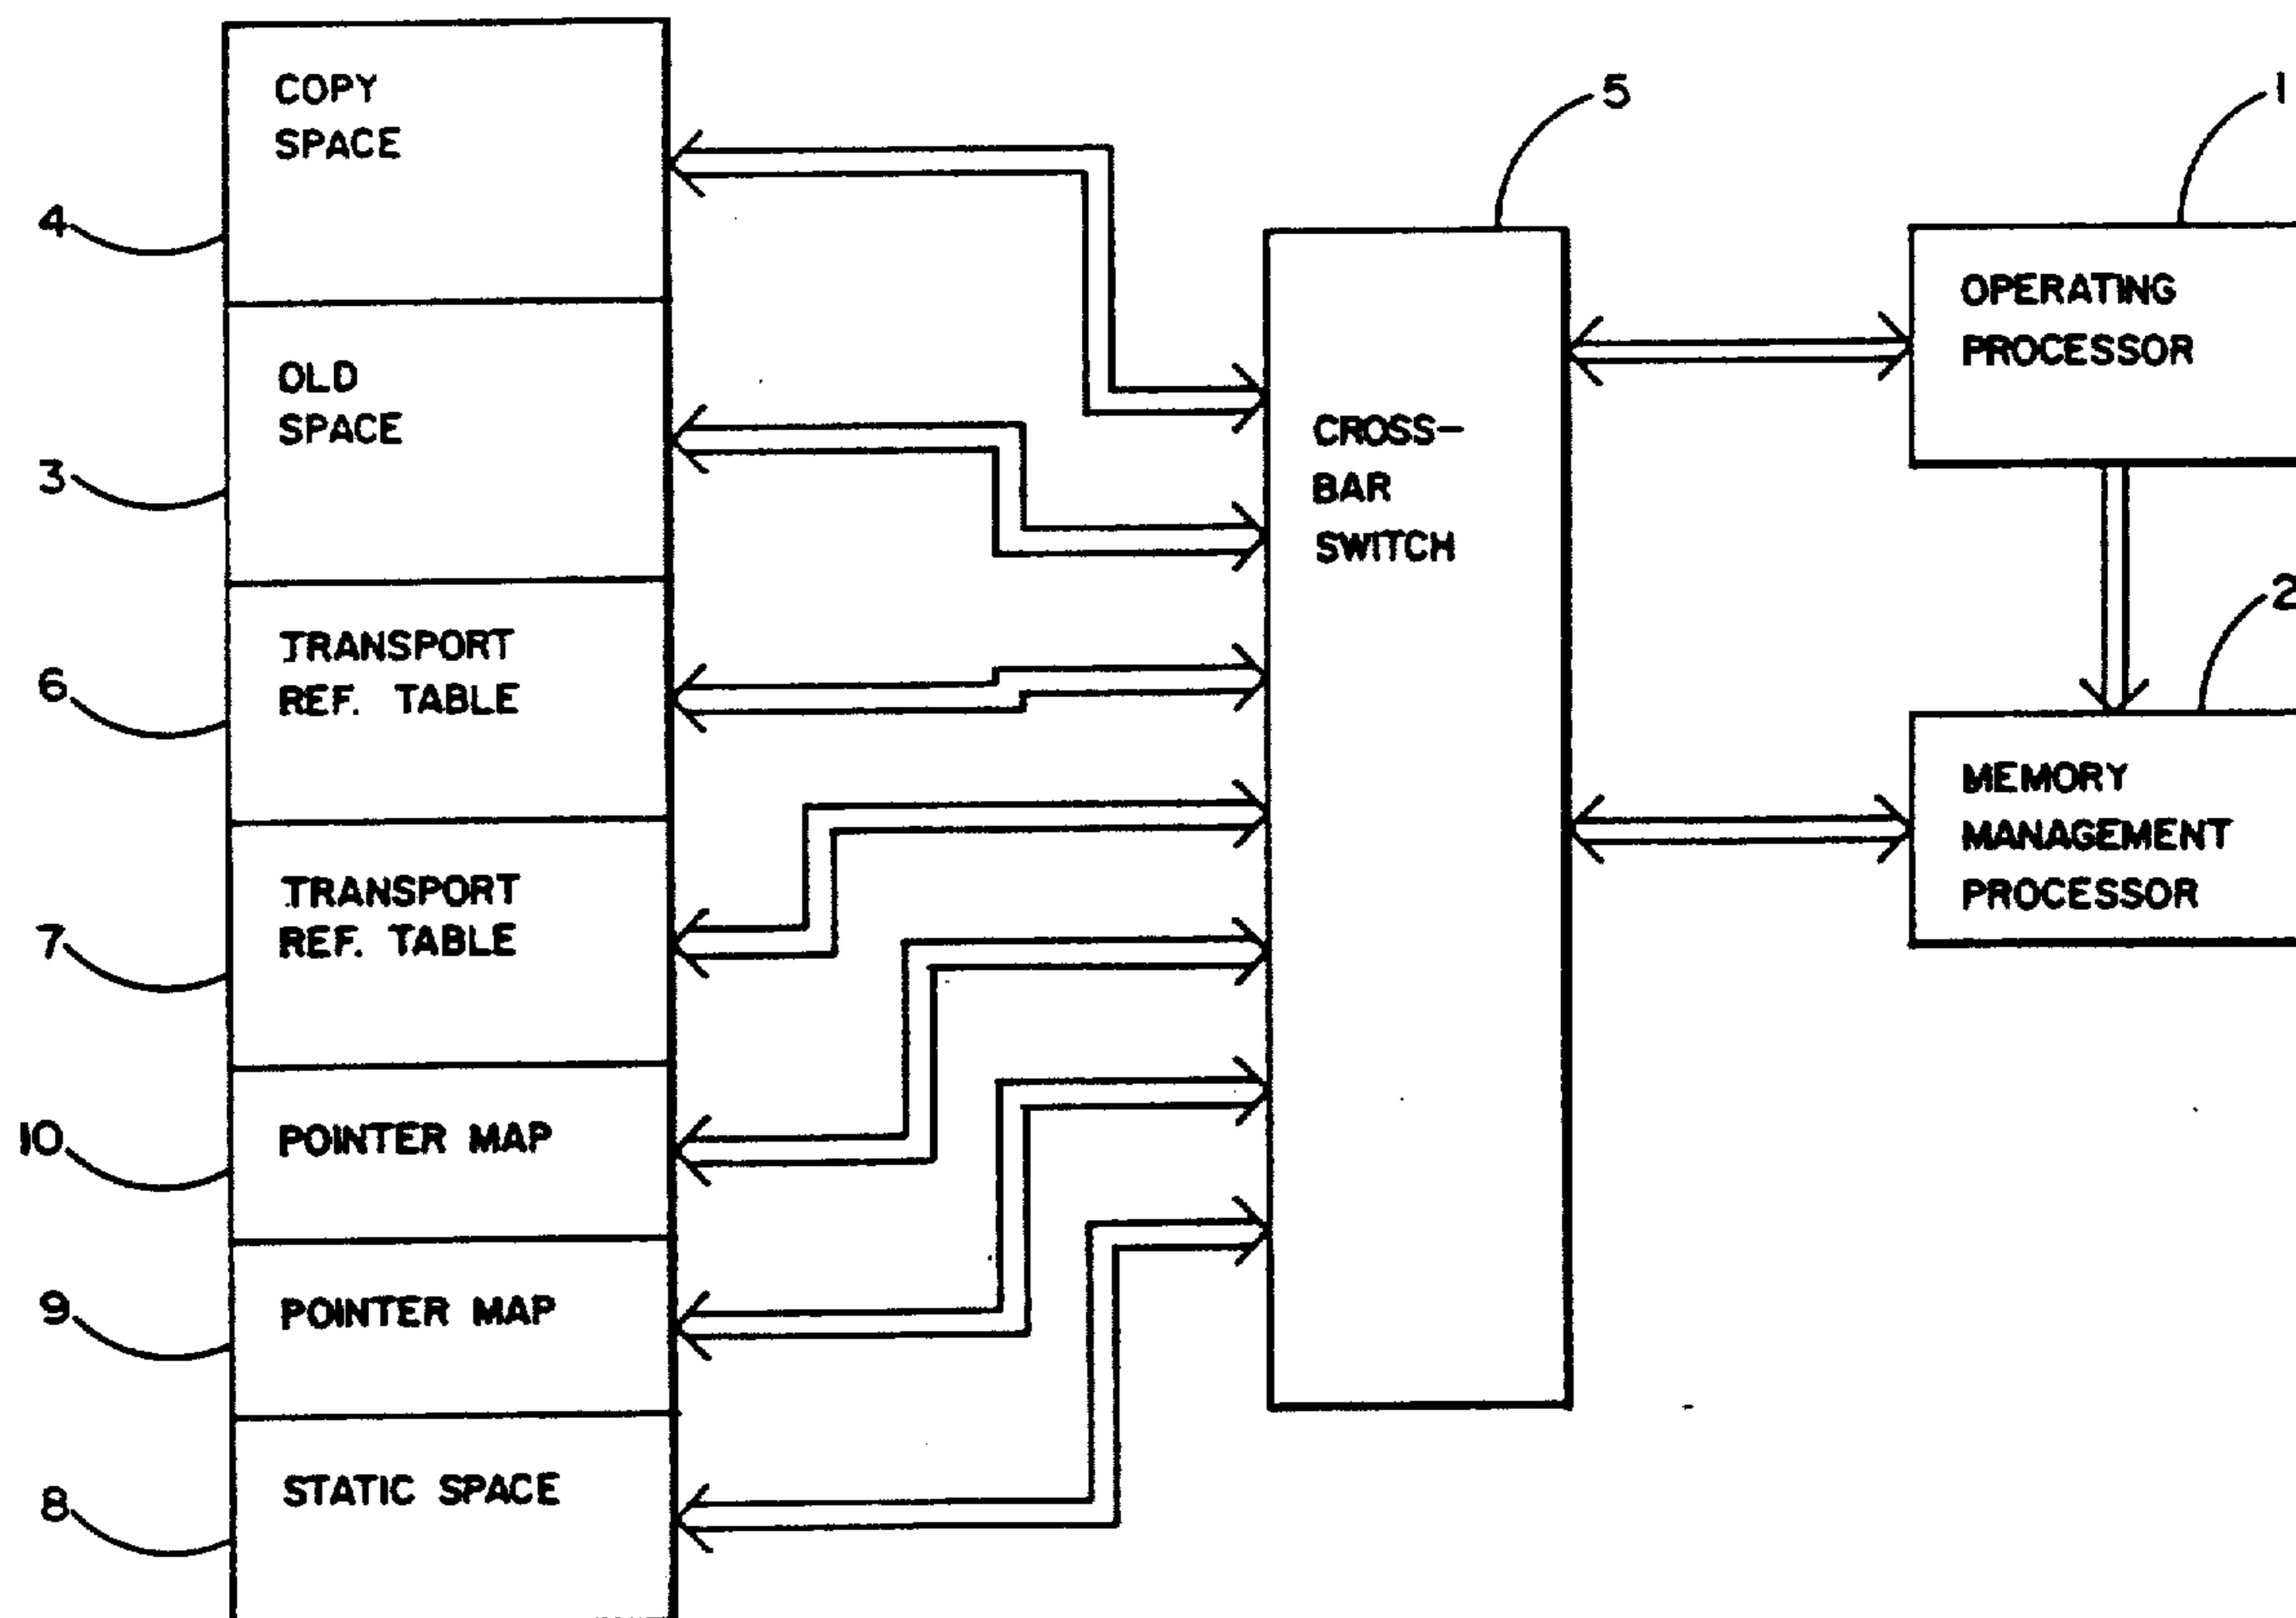 COPY
SPACE
4
OLD
SPACE
3
TRANSPORT
REF. TABLE
6
TRANSPORT
REF. TABLE
7
POINTER MAP
10
POINTER MAP
9
STATIC SPACE
8
5
CROSS-
BAR
SWITCH
1
OPERATING
PROCESSOR
2
MEMORY
MANAGEMENT
PROCESSOR